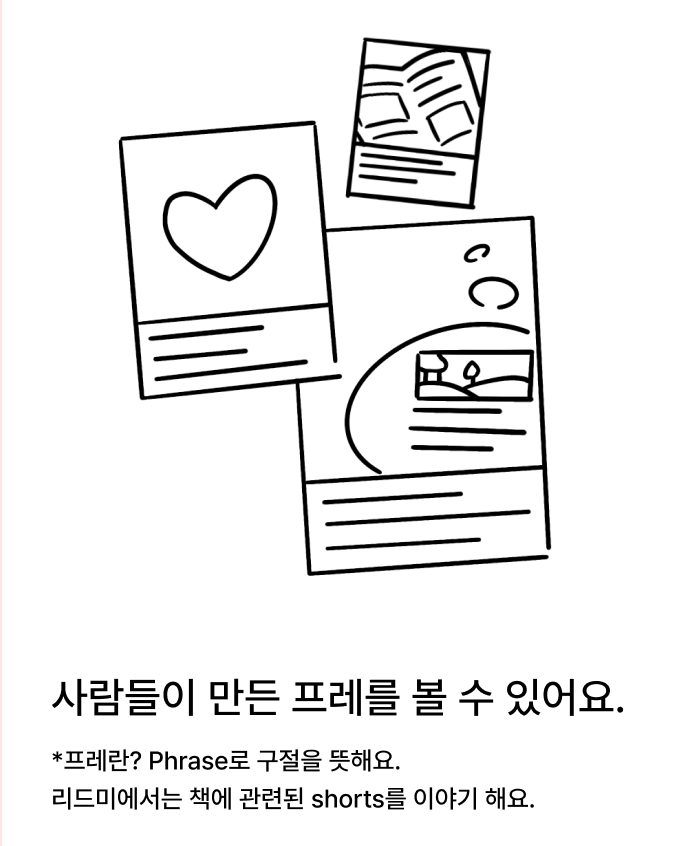 사람들이 만든 프레를 볼 수 있어요.
*프레란? Phrase로 구절을 뜻해요.
리드미에서는 책에 관련된 shorts를 이야기 해요.